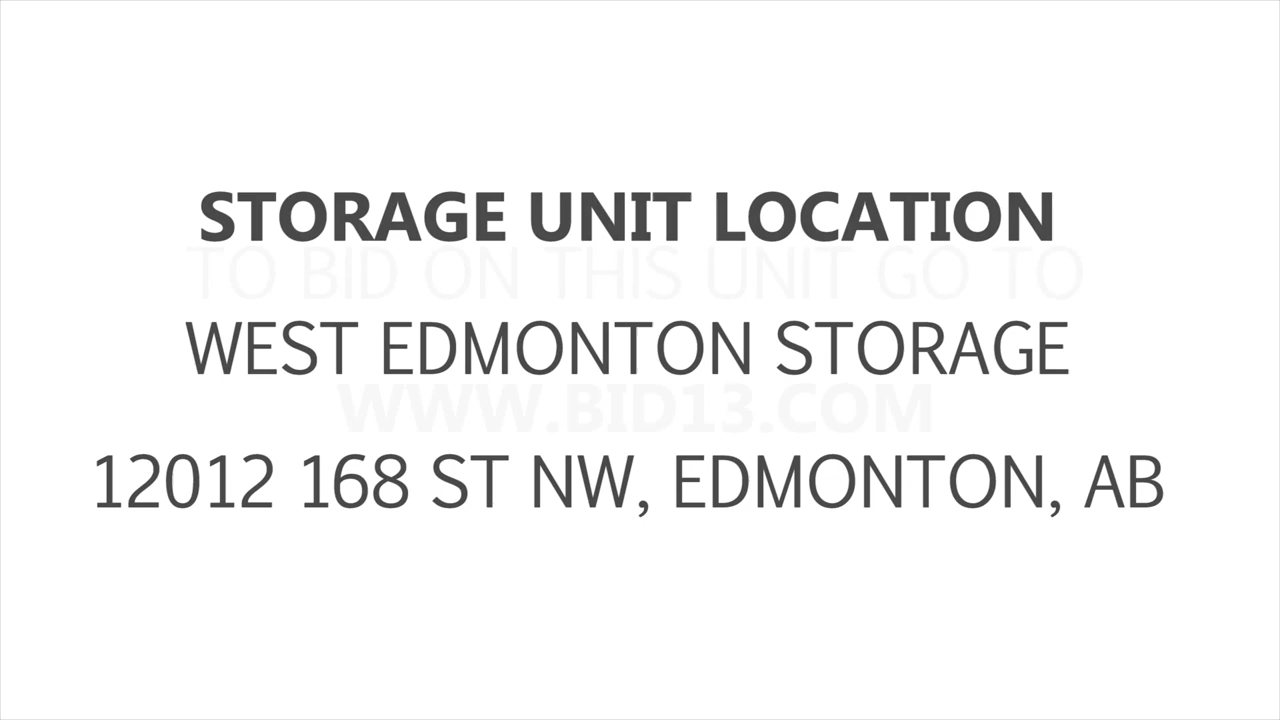 STORAGE UNIT LOCATION
TO BID ON THIS UNIT GO TO
WEST EDMONTON STORAGE
WWW.BID13.COM
12012 168 ST NW, EDMONTON, AB